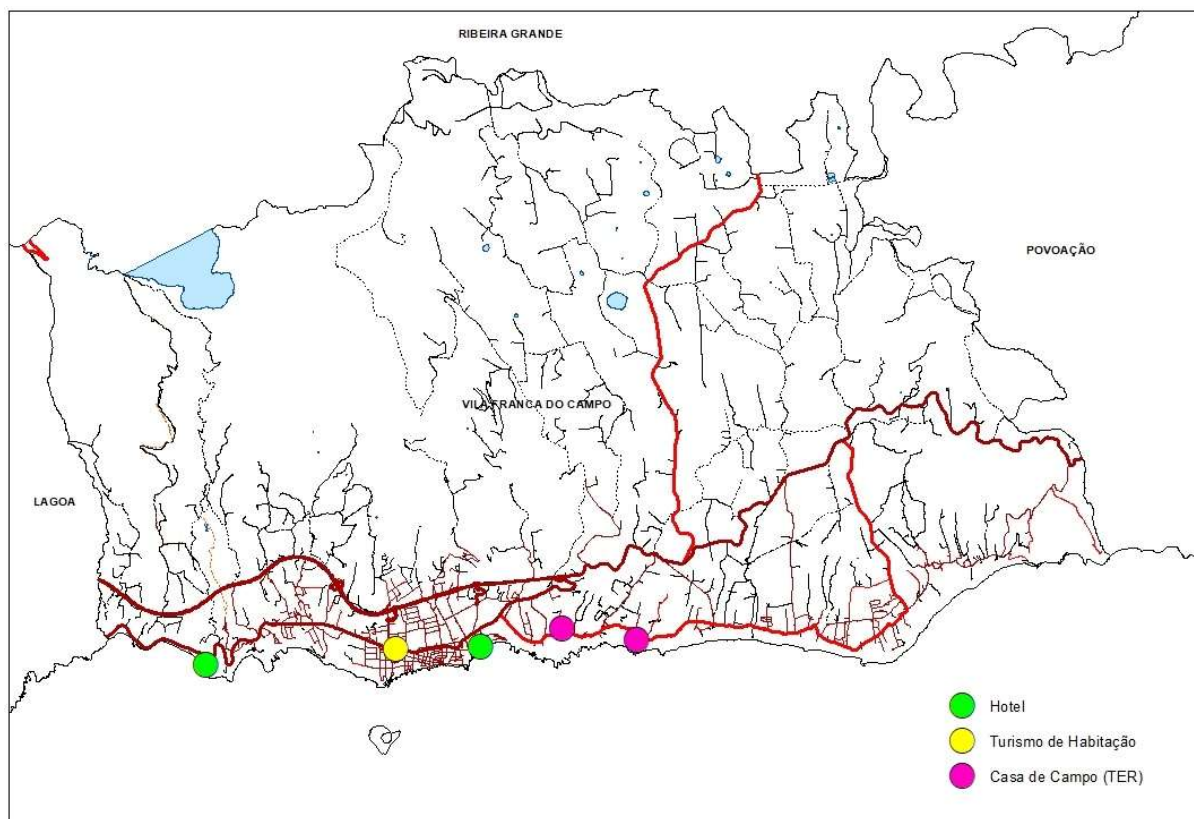 RIBEIRA GRANDE
POVOAÇÃO
VILA FRANCA DO CAMPO
LAGOA
Hotel
Turismo de Habitação
Casa de Campo (TER)